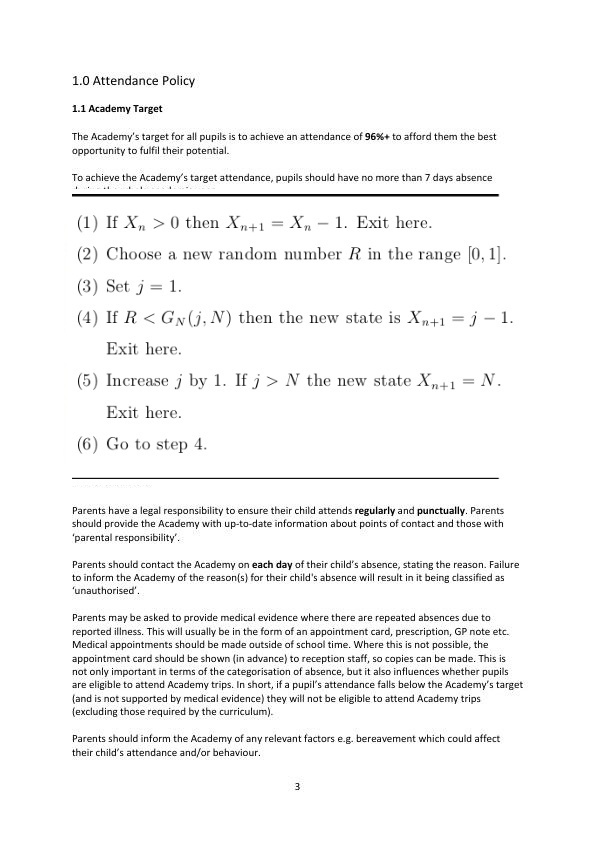 1.0 Attendance Policy
1.1 Academy Target
The Academy’s target for all pupils is to achieve an attendance of 96%+ to afford them the best
opportunity to fulfil their potential.
To achieve the Academy’s target attendance, pupils should have no more than 7 days absence
(1) If Xₙ > 0 then Xₙ₊₁ = Xₙ − 1. Exit here.
(2) Choose a new random number R in the range [0, 1].
(3) Set j = 1.
(4) If R < G_N(j, N) then the new state is Xₙ₊₁ = j − 1.
Exit here.
(5) Increase j by 1. If j > N the new state Xₙ₊₁ = N.
Exit here.
(6) Go to step 4.
Parents have a legal responsibility to ensure their child attends regularly and punctually. Parents
should provide the Academy with up-to-date information about points of contact and those with
‘parental responsibility’.
Parents should contact the Academy on each day of their child’s absence, stating the reason. Failure
to inform the Academy of the reason(s) for their child's absence will result in it being classified as
‘unauthorised’.
Parents may be asked to provide medical evidence where there are repeated absences due to
reported illness. This will usually be in the form of an appointment card, prescription, GP note etc.
Medical appointments should be made outside of school time. Where this is not possible, the
appointment card should be shown (in advance) to reception staff, so copies can be made. This is
not only important in terms of the categorisation of absence, but it also influences whether pupils
are eligible to attend Academy trips. In short, if a pupil’s attendance falls below the Academy’s target
(and is not supported by medical evidence) they will not be eligible to attend Academy trips
(excluding those required by the curriculum).
Parents should inform the Academy of any relevant factors e.g. bereavement which could affect
their child’s attendance and/or behaviour.
3